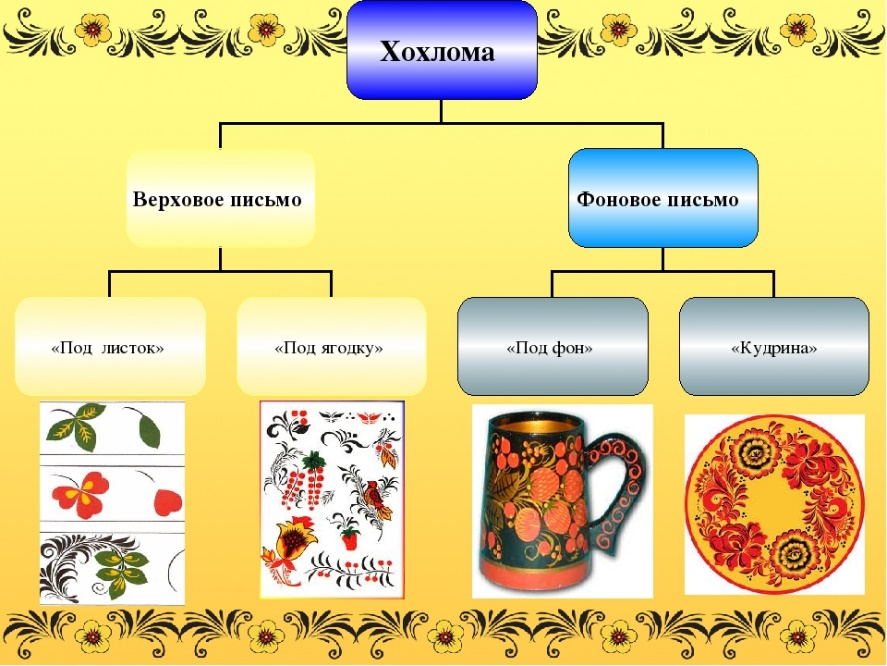 Хохлома
Верховое письмо
Фоновое письмо
«Под листок»
«Под ягодку»
«Под фон»
«Кудрина»